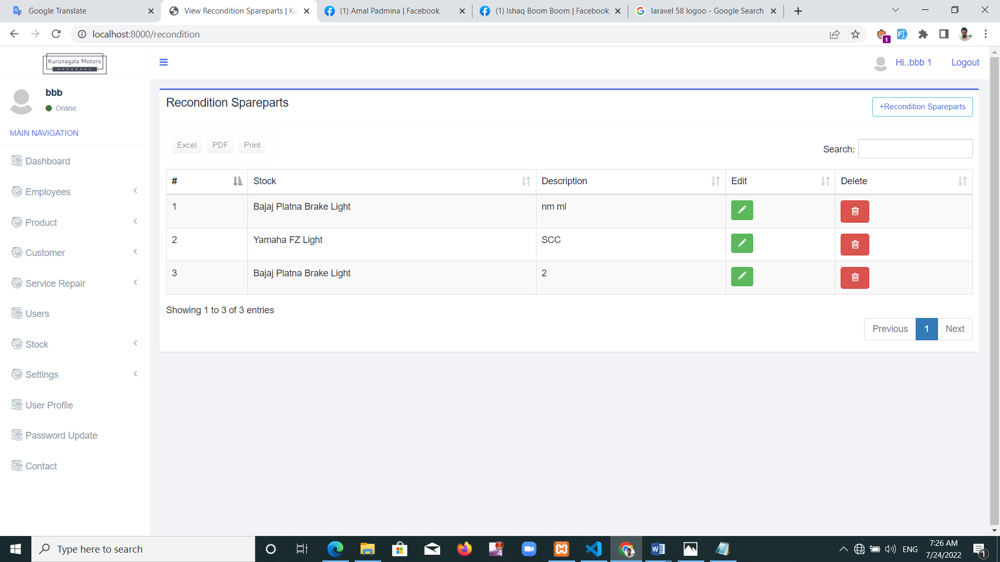 Google Translate
View Recondition Spareparts | Ku
(1) Amal Padmina | Facebook
(1) Ishaq Boom Boom | Facebook
laravel 58 logoo - Google Search
localhost:8000/recondition
1
Kurunagala Motors
Hi..bbb 1
Logout
bbb
Online
MAIN NAVIGATION
Dashboard
Employees
Product
Customer
Service Repair
Users
Stock
Settings
User Profile
Password Update
Contact
Recondition Spareparts
+Recondition Spareparts
Excel PDF Print
Search:
# Stock Description Edit Delete
1 Bajaj Platna Brake Light nm ml
2 Yamaha FZ Light SCC
3 Bajaj Platna Brake Light 2
Showing 1 to 3 of 3 entries
Previous 1 Next
Type here to search
ENG
7:26 AM
7/24/2022
1